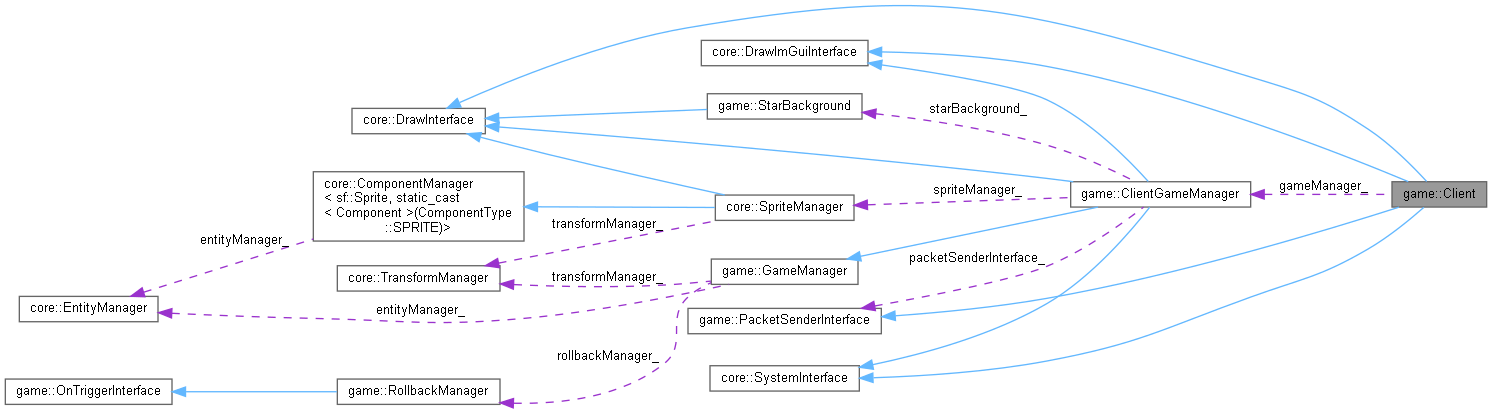 core::DrawImGuiInterface
game::StarBackground
starBackground_
core::DrawInterface
core::ComponentManager
< sf::Sprite, static_cast
< Component >(ComponentType
::SPRITE)>
spriteManager_
game::ClientGameManager
gameManager_
game::Client
core::SpriteManager
transformManager_
entityManager_
packetSenderInterface_
core::TransformManager
transformManager_
game::GameManager
core::EntityManager
entityManager_
game::PacketSenderInterface
rollbackManager_
core::SystemInterface
game::OnTriggerInterface
game::RollbackManager